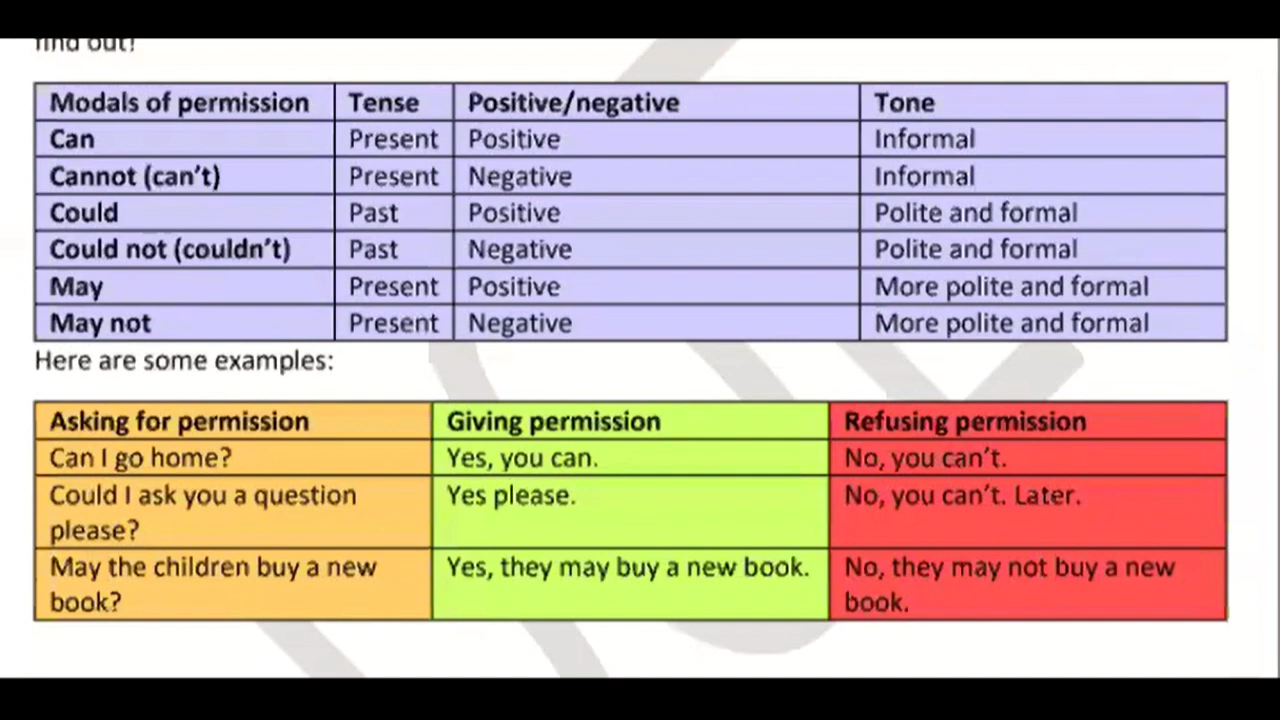 find out!
Modals of permission Tense Positive/negative Tone
Can Present Positive Informal
Cannot (can't) Present Negative Informal
Could Past Positive Polite and formal
Could not (couldn't) Past Negative Polite and formal
May Present Positive More polite and formal
May not Present Negative More polite and formal
Here are some examples:
Asking for permission Giving permission Refusing permission
Can I go home? Yes, you can. No, you can't.
Could I ask you a question Yes please. No, you can't. Later.
please?
May the children buy a new Yes, they may buy a new book. No, they may not buy a new
book? book.